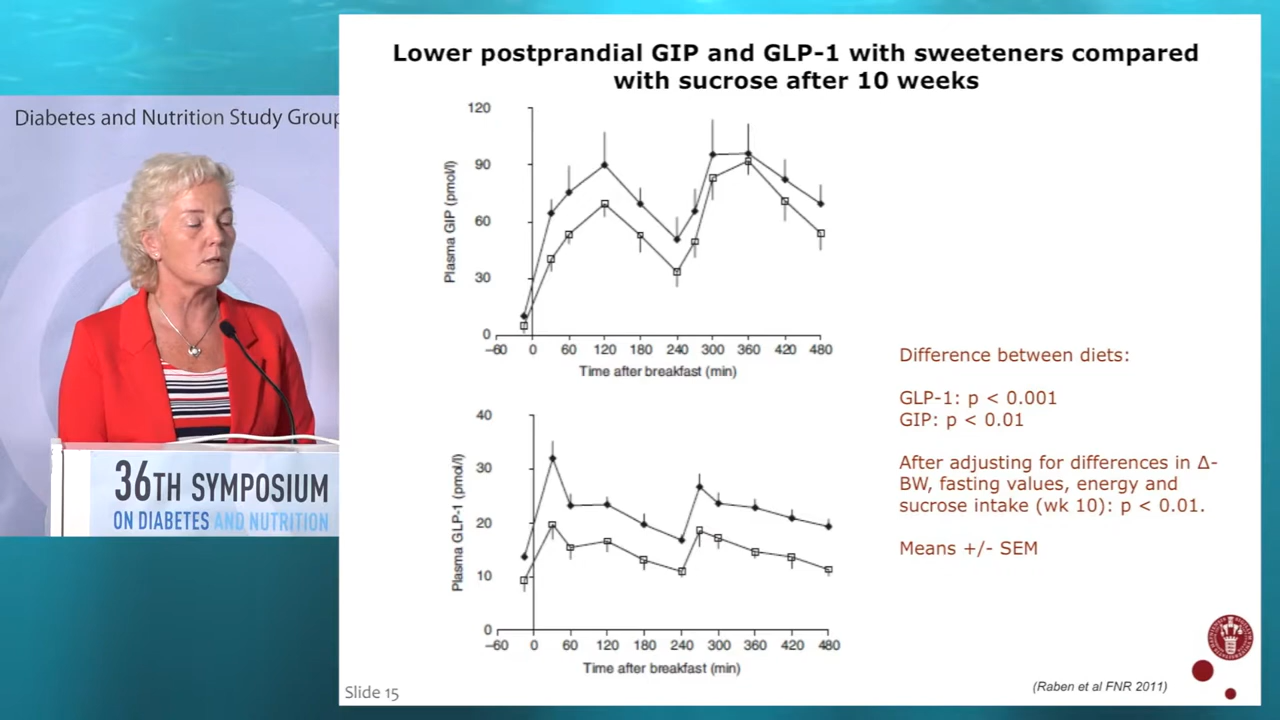 Lower postprandial GIP and GLP-1 with sweeteners compared
with sucrose after 10 weeks
Diabetes and Nutrition Study Group
120
90
60
30
0
Plasma GIP (pmol/l)
−60 0 60 120 180 240 300 360 420 480
Time after breakfast (min)
40
30
20
10
0
Plasma GLP-1 (pmol/l)
−60 0 60 120 180 240 300 360 420 480
Time after breakfast (min)
Difference between diets:
GLP-1: p < 0.001
GIP: p < 0.01
After adjusting for differences in Δ-
BW, fasting values, energy and
sucrose intake (wk 10): p < 0.01.
Means +/- SEM
36TH SYMPOSIUM
ON DIABETES AND NUTRITION
Slide 15
(Raben et al FNR 2011)